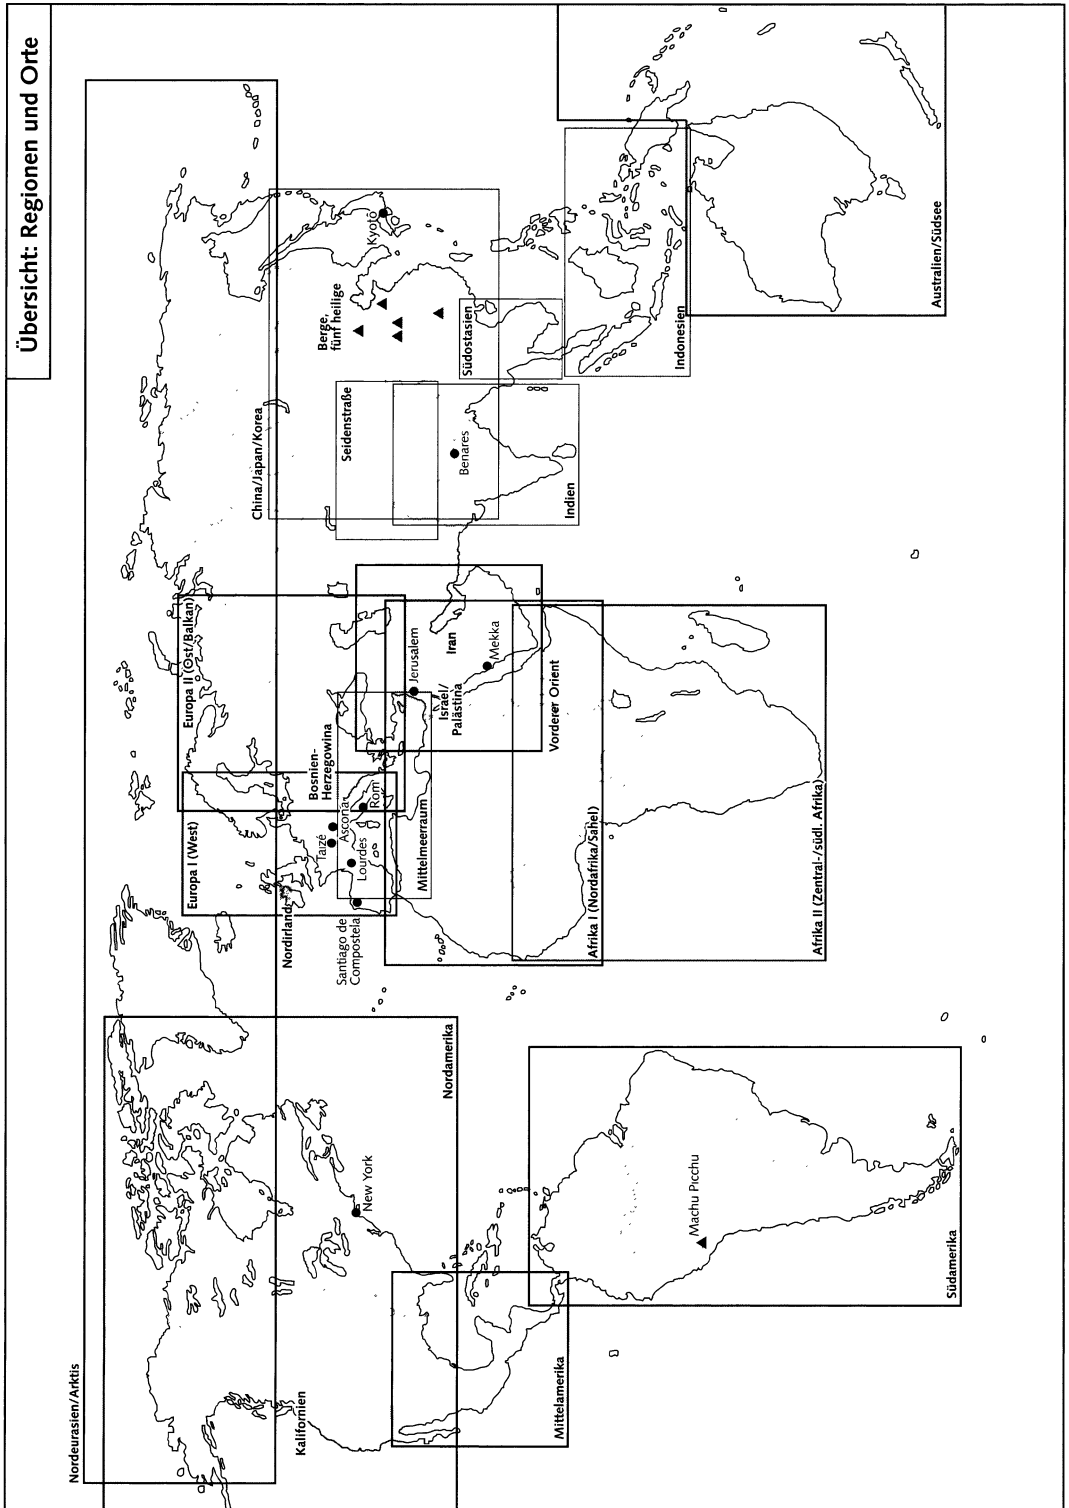 Übersicht: Regionen und Orte
Nordeurasien/Arktis
Kalifornien
Nordamerika
New York
Mittelamerika
Südamerika
Machu Picchu
Europa I (West)
Europa II (Ost/Balkan)
Nordirland
Bosnien-
Herzegowina
Santiago de
Compostela
Lourdes
Taizé
Ascona
Rom
Mittelmeerraum
Jerusalem
Israel/
Palästina
Iran
Mekka
Vorderer Orient
Afrika I (Nordafrika/Sahel)
Afrika II (Zentral-/südl. Afrika)
China/Japan/Korea
Seidenstraße
Berge,
fünf heilige
Kyotō
Benares
Indien
Südostasien
Indonesien
Australien/Südsee